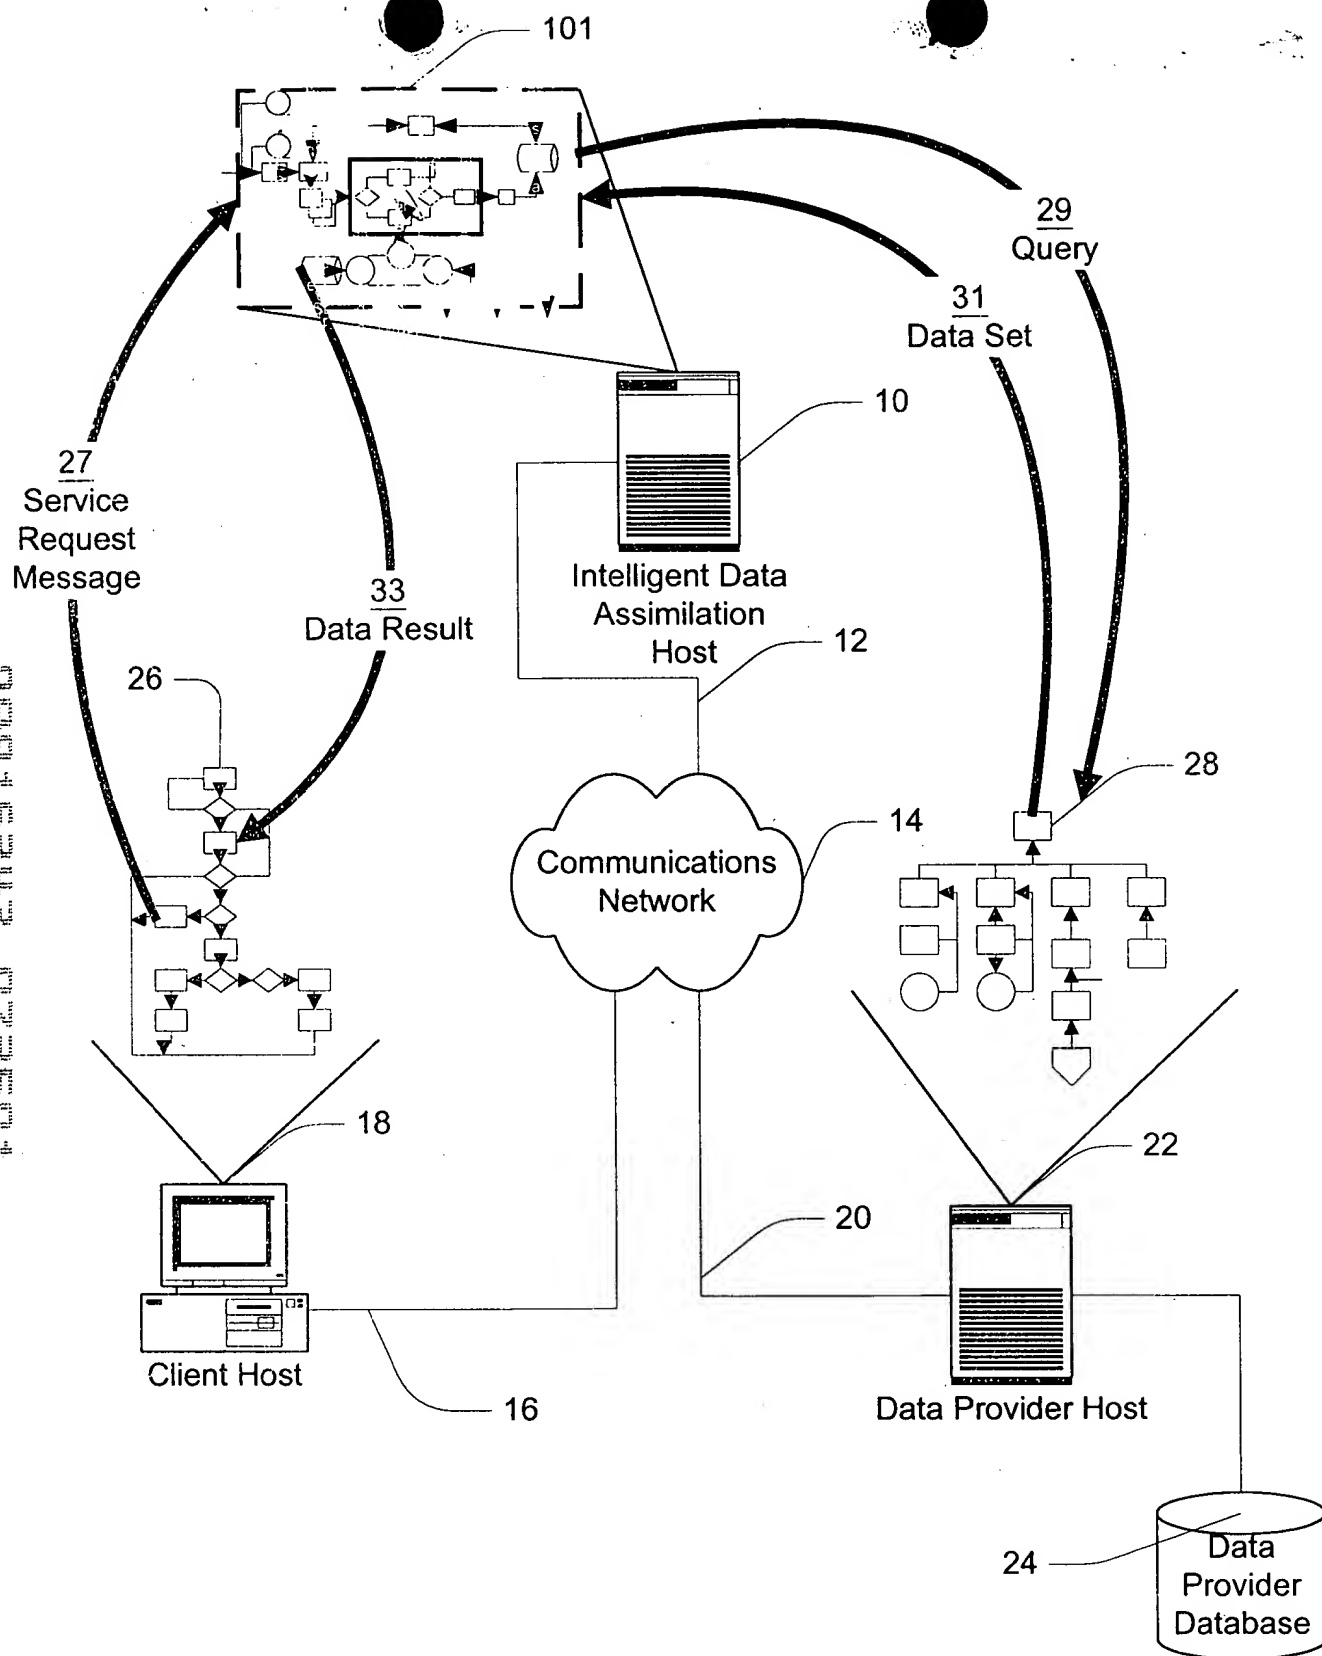 101
29
Query
31
Data Set
10
27
Service
Request
Message
33
Data Result
Intelligent Data
Assimilation
Host
12
26
28
14
Communications
Network
18
22
20
Client Host
16
Data Provider Host
24
Data
Provider
Database